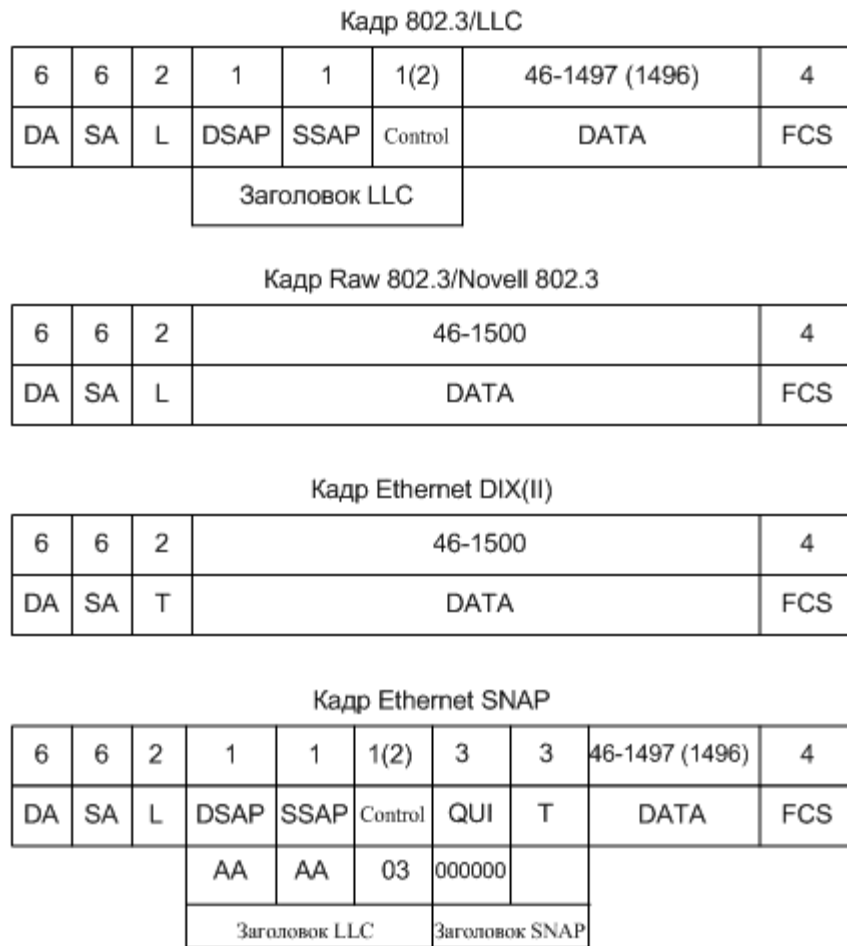 Кадр 802.3/LLC
6 6 2 1 1 1(2) 46-1497 (1496) 4
DA SA L DSAP SSAP Control DATA FCS
Заголовок LLC
Кадр Raw 802.3/Novell 802.3
6 6 2 46-1500 4
DA SA L DATA FCS
Кадр Ethernet DIX(II)
6 6 2 46-1500 4
DA SA T DATA FCS
Кадр Ethernet SNAP
6 6 2 1 1 1(2) 3 3 46-1497 (1496) 4
DA SA L DSAP SSAP Control QUI T DATA FCS
AA AA 03 000000
Заголовок LLC Заголовок SNAP